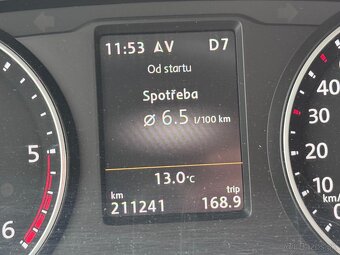 11:53 AV D7
Od startu
Spotřeba
ø 6.5 l/100 km
13.0°C
km trip
211241 168.9
5
6
40
30
20
10
0
km/